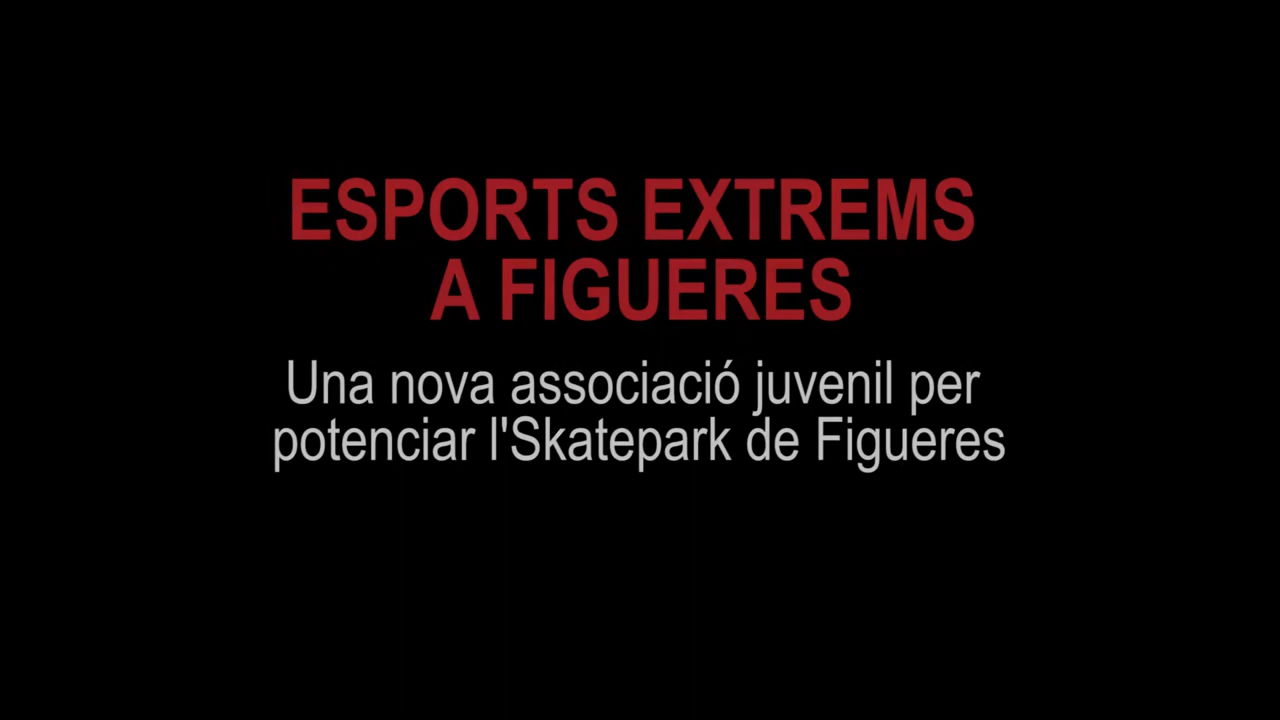 ESPORTS EXTREMS
A FIGUERES
Una nova associació juvenil per
potenciar l'Skatepark de Figueres